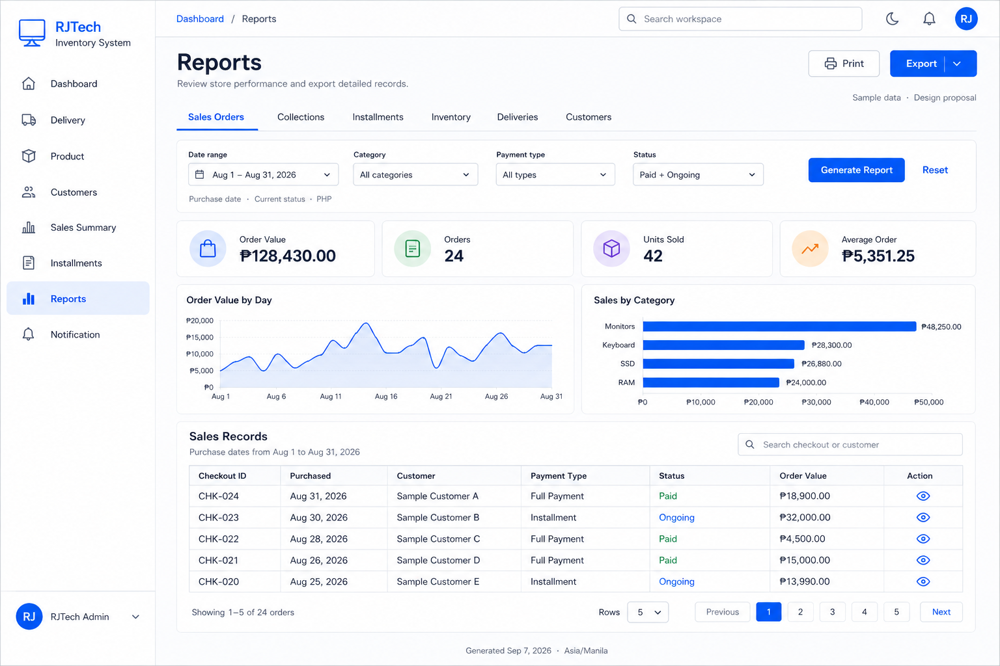 RJTech
Inventory System
Dashboard
Delivery
Product
Customers
Sales Summary
Installments
Reports
Notification
RJ RJTech Admin
Dashboard / Reports
Search workspace
RJ
Reports
Review store performance and export detailed records.
Print
Export
Sample data · Design proposal
Sales Orders Collections Installments Inventory Deliveries Customers
Date range Category Payment type Status
Aug 1 – Aug 31, 2026 All categories All types Paid + Ongoing Generate Report Reset
Purchase date · Current status · PHP
Order Value
₱128,430.00
Orders
24
Units Sold
42
Average Order
₱5,351.25
Order Value by Day
₱20,000
₱15,000
₱10,000
₱5,000
₱0
Aug 1 Aug 6 Aug 11 Aug 16 Aug 21 Aug 26 Aug 31
Sales by Category
Monitors ₱48,250.00
Keyboard ₱28,300.00
SSD ₱26,880.00
RAM ₱24,000.00
₱0 ₱10,000 ₱20,000 ₱30,000 ₱40,000 ₱50,000
Sales Records
Purchase dates from Aug 1 to Aug 31, 2026
Search checkout or customer
Checkout ID Purchased Customer Payment Type Status Order Value Action
CHK-024 Aug 31, 2026 Sample Customer A Full Payment Paid ₱18,900.00
CHK-023 Aug 30, 2026 Sample Customer B Installment Ongoing ₱32,000.00
CHK-022 Aug 28, 2026 Sample Customer C Full Payment Paid ₱4,500.00
CHK-021 Aug 26, 2026 Sample Customer D Full Payment Paid ₱15,000.00
CHK-020 Aug 25, 2026 Sample Customer E Installment Ongoing ₱13,990.00
Showing 1–5 of 24 orders Rows 5 Previous 1 2 3 4 5 Next
Generated Sep 7, 2026 · Asia/Manila